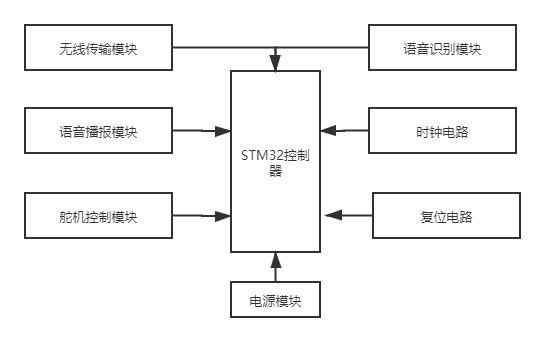 无线传输模块
语音识别模块
语音播报模块
时钟电路
STM32控制
器
舵机控制模块
复位电路
电源模块